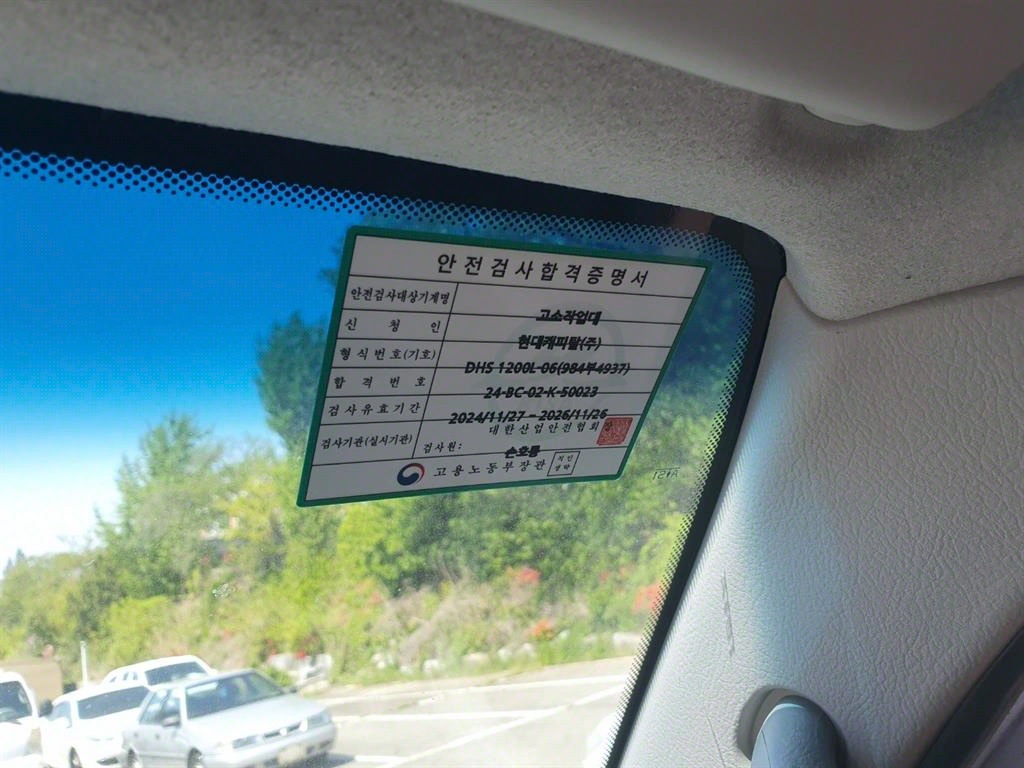 안전검사합격증명서
안전검사대상기계명 고소작업대
신청인 현대캐피탈(주)
형식번호(기호) DHS 1200L-06(984부4937)
합격번호 24-BC-02-K-50023
검사유효기간 2024/11/27 - 2026/11/26
검사기관(실시기관) 대한산업안전협회장
검사원: 손호룡
고용노동부장관 직인생략